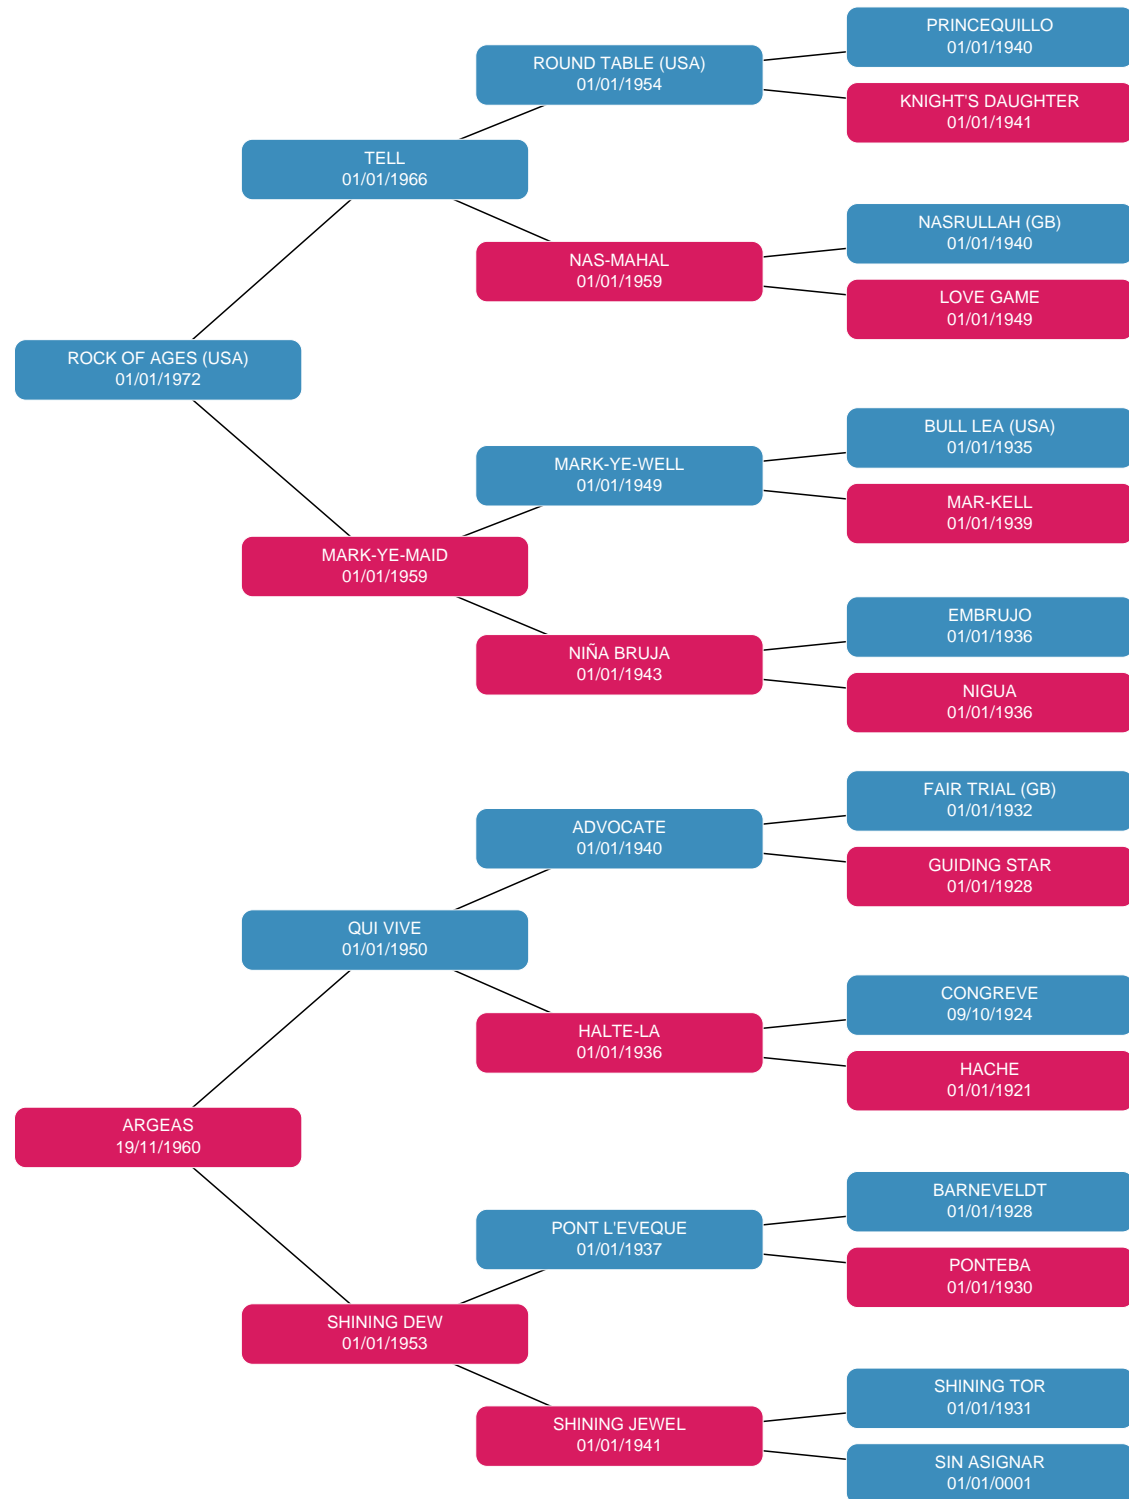 PRINCEQUILLO
01/01/1940
ROUND TABLE (USA)
01/01/1954
KNIGHT'S DAUGHTER
01/01/1941
TELL
01/01/1966
NASRULLAH (GB)
01/01/1940
NAS-MAHAL
01/01/1959
LOVE GAME
01/01/1949
ROCK OF AGES (USA)
01/01/1972
BULL LEA (USA)
01/01/1935
MARK-YE-WELL
01/01/1949
MAR-KELL
01/01/1939
MARK-YE-MAID
01/01/1959
EMBRUJO
01/01/1936
NIÑA BRUJA
01/01/1943
NIGUA
01/01/1936
FAIR TRIAL (GB)
01/01/1932
ADVOCATE
01/01/1940
GUIDING STAR
01/01/1928
QUI VIVE
01/01/1950
CONGREVE
09/10/1924
HALTE-LA
01/01/1936
HACHE
01/01/1921
ARGEAS
19/11/1960
BARNEVELDT
01/01/1928
PONT L'EVEQUE
01/01/1937
PONTEBA
01/01/1930
SHINING DEW
01/01/1953
SHINING TOR
01/01/1931
SHINING JEWEL
01/01/1941
SIN ASIGNAR
01/01/0001